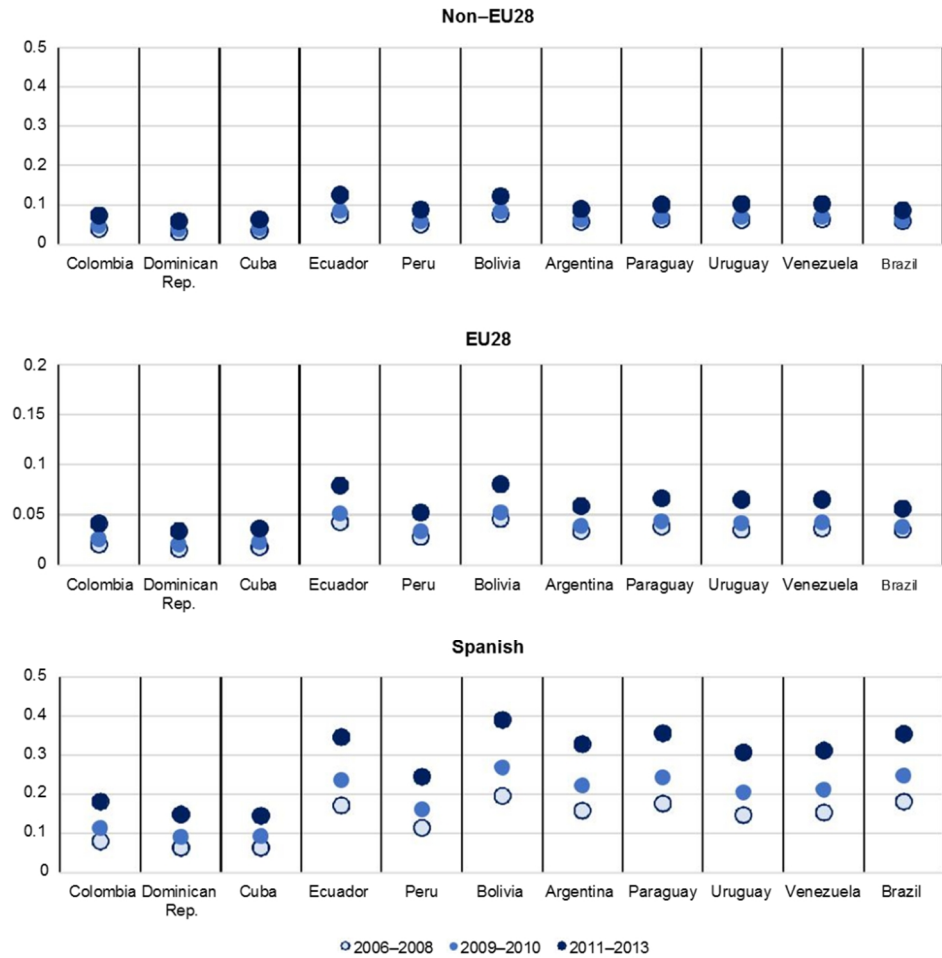 Non–EU28
0.5
0.4
0.3
0.2
0.1
0
Colombia Dominican Rep. Cuba Ecuador Peru Bolivia Argentina Paraguay Uruguay Venezuela Brazil
EU28
0.2
0.15
0.1
0.05
0
Colombia Dominican Rep. Cuba Ecuador Peru Bolivia Argentina Paraguay Uruguay Venezuela Brazil
Spanish
0.5
0.4
0.3
0.2
0.1
0
Colombia Dominican Rep. Cuba Ecuador Peru Bolivia Argentina Paraguay Uruguay Venezuela Brazil
2006–2008 2009–2010 2011–2013